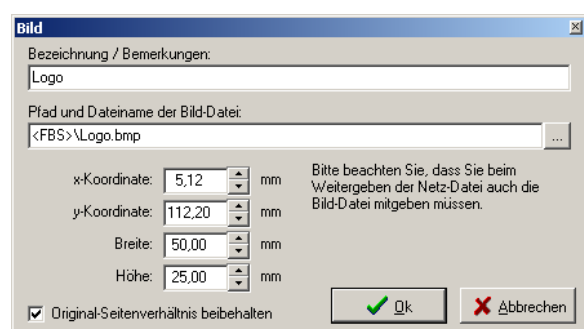 Bild
Bezeichnung / Bemerkungen:
Logo
Pfad und Dateiname der Bild-Datei:
<FBS>\Logo.bmp
...
x-Koordinate: 5,12 mm
y-Koordinate: 112,20 mm
Breite: 50,00 mm
Höhe: 25,00 mm
Bitte beachten Sie, dass Sie beim
Weitergeben der Netz-Datei auch die
Bild-Datei mitgeben müssen.
Original-Seitenverhältnis beibehalten
Ok
Abbrechen